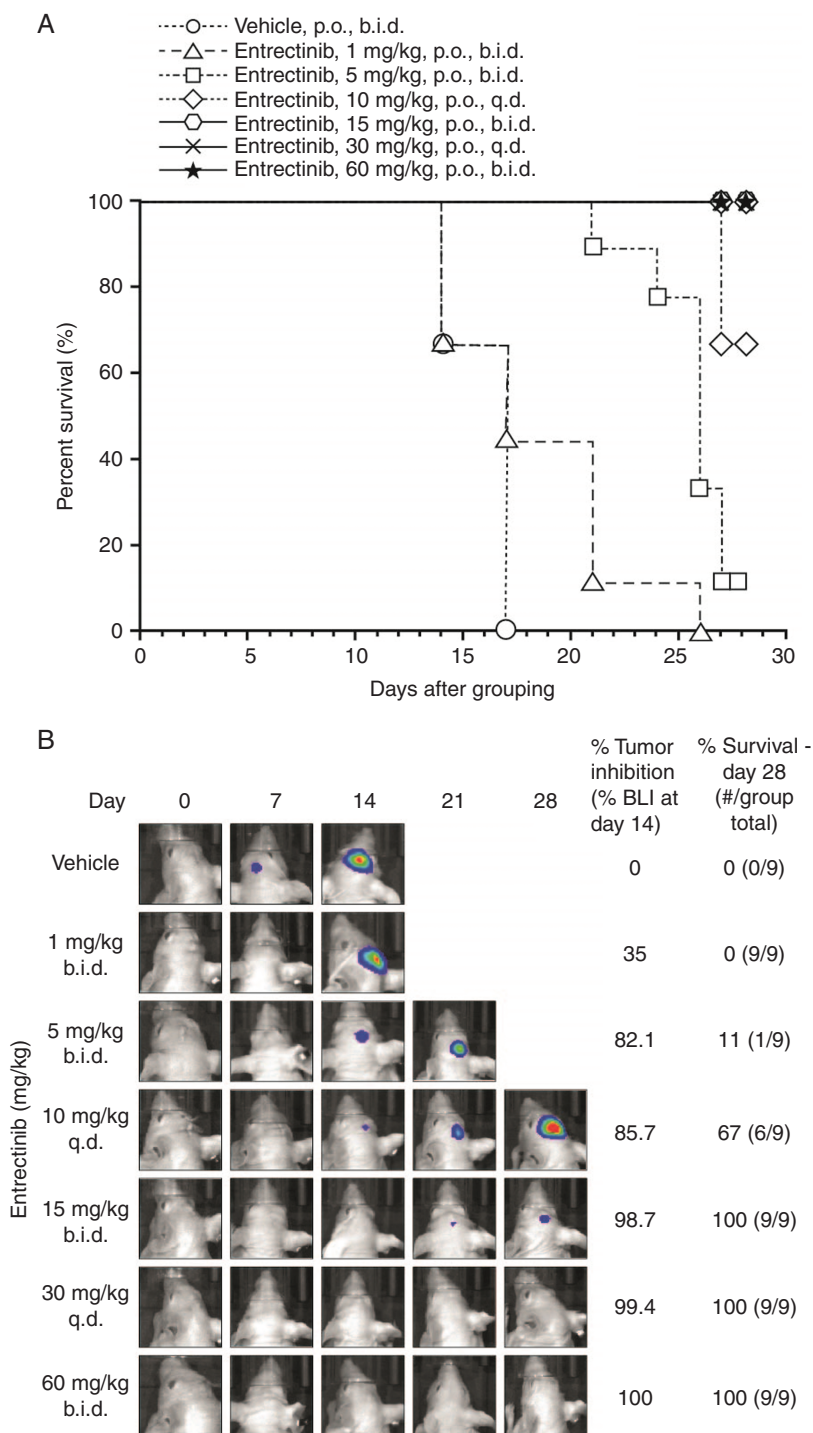 A
Vehicle, p.o., b.i.d.
Entrectinib, 1 mg/kg, p.o., b.i.d.
Entrectinib, 5 mg/kg, p.o., b.i.d.
Entrectinib, 10 mg/kg, p.o., q.d.
Entrectinib, 15 mg/kg, p.o., b.i.d.
Entrectinib, 30 mg/kg, p.o., q.d.
Entrectinib, 60 mg/kg, p.o., b.i.d.
Percent survival (%)
100
80
60
40
20
0
0 5 10 15 20 25 30
Days after grouping
B
% Tumor
inhibition
(% BLI at
day 14)
% Survival -
day 28
(#/group
total)
Day 0 7 14 21 28
Vehicle 0 0 (0/9)
Entrectinib (mg/kg)
1 mg/kg
b.i.d.
35 0 (9/9)
5 mg/kg
b.i.d.
82.1 11 (1/9)
10 mg/kg
q.d.
85.7 67 (6/9)
15 mg/kg
b.i.d.
98.7 100 (9/9)
30 mg/kg
q.d.
99.4 100 (9/9)
60 mg/kg
b.i.d.
100 100 (9/9)